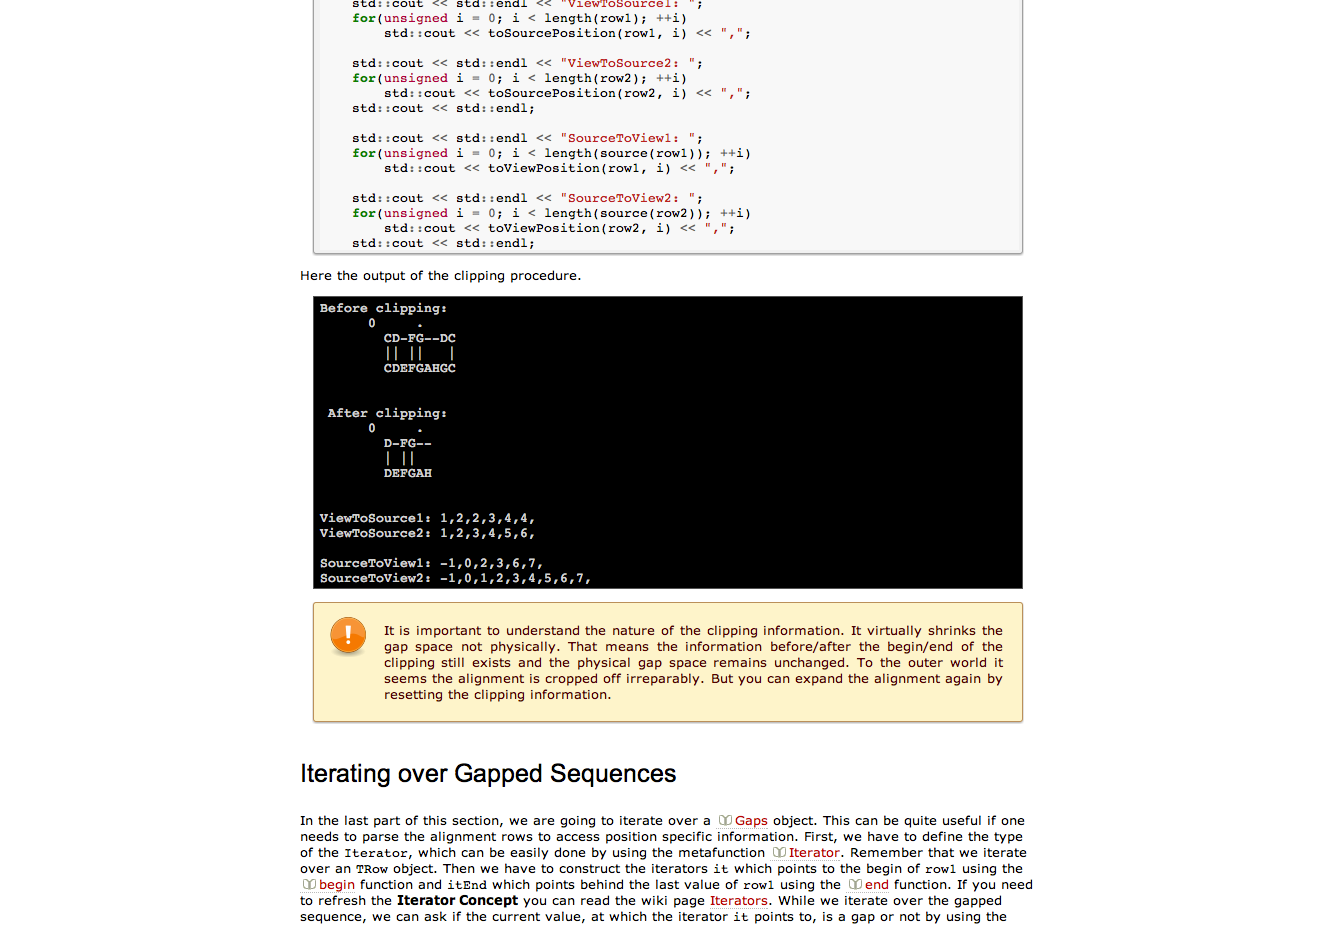 std::cout << std::endl << "ViewToSource1: ";
for(unsigned i = 0; i < length(row1); ++i)
    std::cout << toSourcePosition(row1, i) << ",";

std::cout << std::endl << "ViewToSource2: ";
for(unsigned i = 0; i < length(row2); ++i)
    std::cout << toSourcePosition(row2, i) << ",";
std::cout << std::endl;

std::cout << std::endl << "SourceToView1: ";
for(unsigned i = 0; i < length(source(row1)); ++i)
    std::cout << toViewPosition(row1, i) << ",";

std::cout << std::endl << "SourceToView2: ";
for(unsigned i = 0; i < length(source(row2)); ++i)
    std::cout << toViewPosition(row2, i) << ",";
std::cout << std::endl;
Here the output of the clipping procedure.
Before clipping:
      0     .
        CD-FG--DC
        || ||   |
        CDEFGAHGC

 After clipping:
      0     .
        D-FG--
        | ||
        DEFGAH

ViewToSource1: 1,2,2,3,4,4,
ViewToSource2: 1,2,3,4,5,6,

SourceToView1: -1,0,2,3,6,7,
SourceToView2: -1,0,1,2,3,4,5,6,7,
It is important to understand the nature of the clipping information. It virtually shrinks the
gap space not physically. That means the information before/after the begin/end of the
clipping still exists and the physical gap space remains unchanged. To the outer world it
seems the alignment is cropped off irreparably. But you can expand the alignment again by
resetting the clipping information.
Iterating over Gapped Sequences
In the last part of this section, we are going to iterate over a Gaps object. This can be quite useful if one
needs to parse the alignment rows to access position specific information. First, we have to define the type
of the Iterator, which can be easily done by using the metafunction Iterator. Remember that we iterate
over an TRow object. Then we have to construct the iterators it which points to the begin of row1 using the
begin function and itEnd which points behind the last value of row1 using the end function. If you need
to refresh the Iterator Concept you can read the wiki page Iterators. While we iterate over the gapped
sequence, we can ask if the current value, at which the iterator it points to, is a gap or not by using the